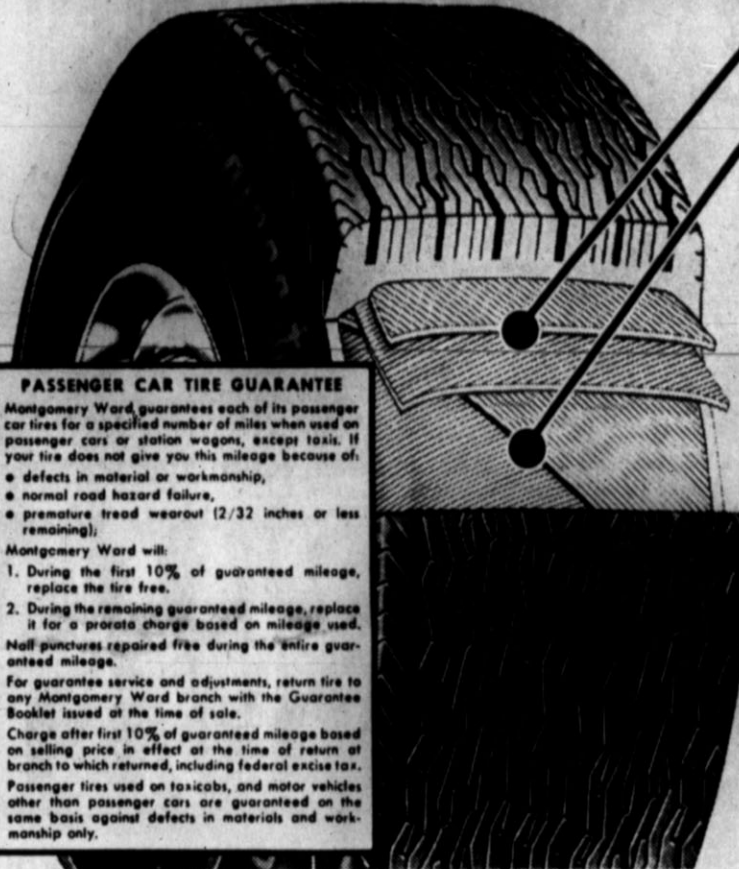 PASSENGER CAR TIRE GUARANTEE
Montgomery Ward guarantees each of its passenger
car tires for a specified number of miles when used on
passenger cars or station wagons, except taxis. If
your tire does not give you this mileage because of:
• defects in material or workmanship,
• normal road hazard failure,
• premature tread wearout (2/32 inches or less
remaining);
Montgomery Ward will:
1. During the first 10% of guaranteed mileage,
replace the tire free.
2. During the remaining guaranteed mileage, replace
it for a prorata charge based on mileage used.
Nail punctures repaired free during the entire guar-
anteed mileage.
For guarantee service and adjustments, return tire to
any Montgomery Ward branch with the Guarantee
Booklet issued at the time of sale.
Charge after first 10% of guaranteed mileage based
on selling price in effect at the time of return at
branch to which returned, including federal excise tax.
Passenger tires used on taxicabs, and motor vehicles
other than passenger cars are guaranteed on the
same basis against defects in materials and work-
manship only.